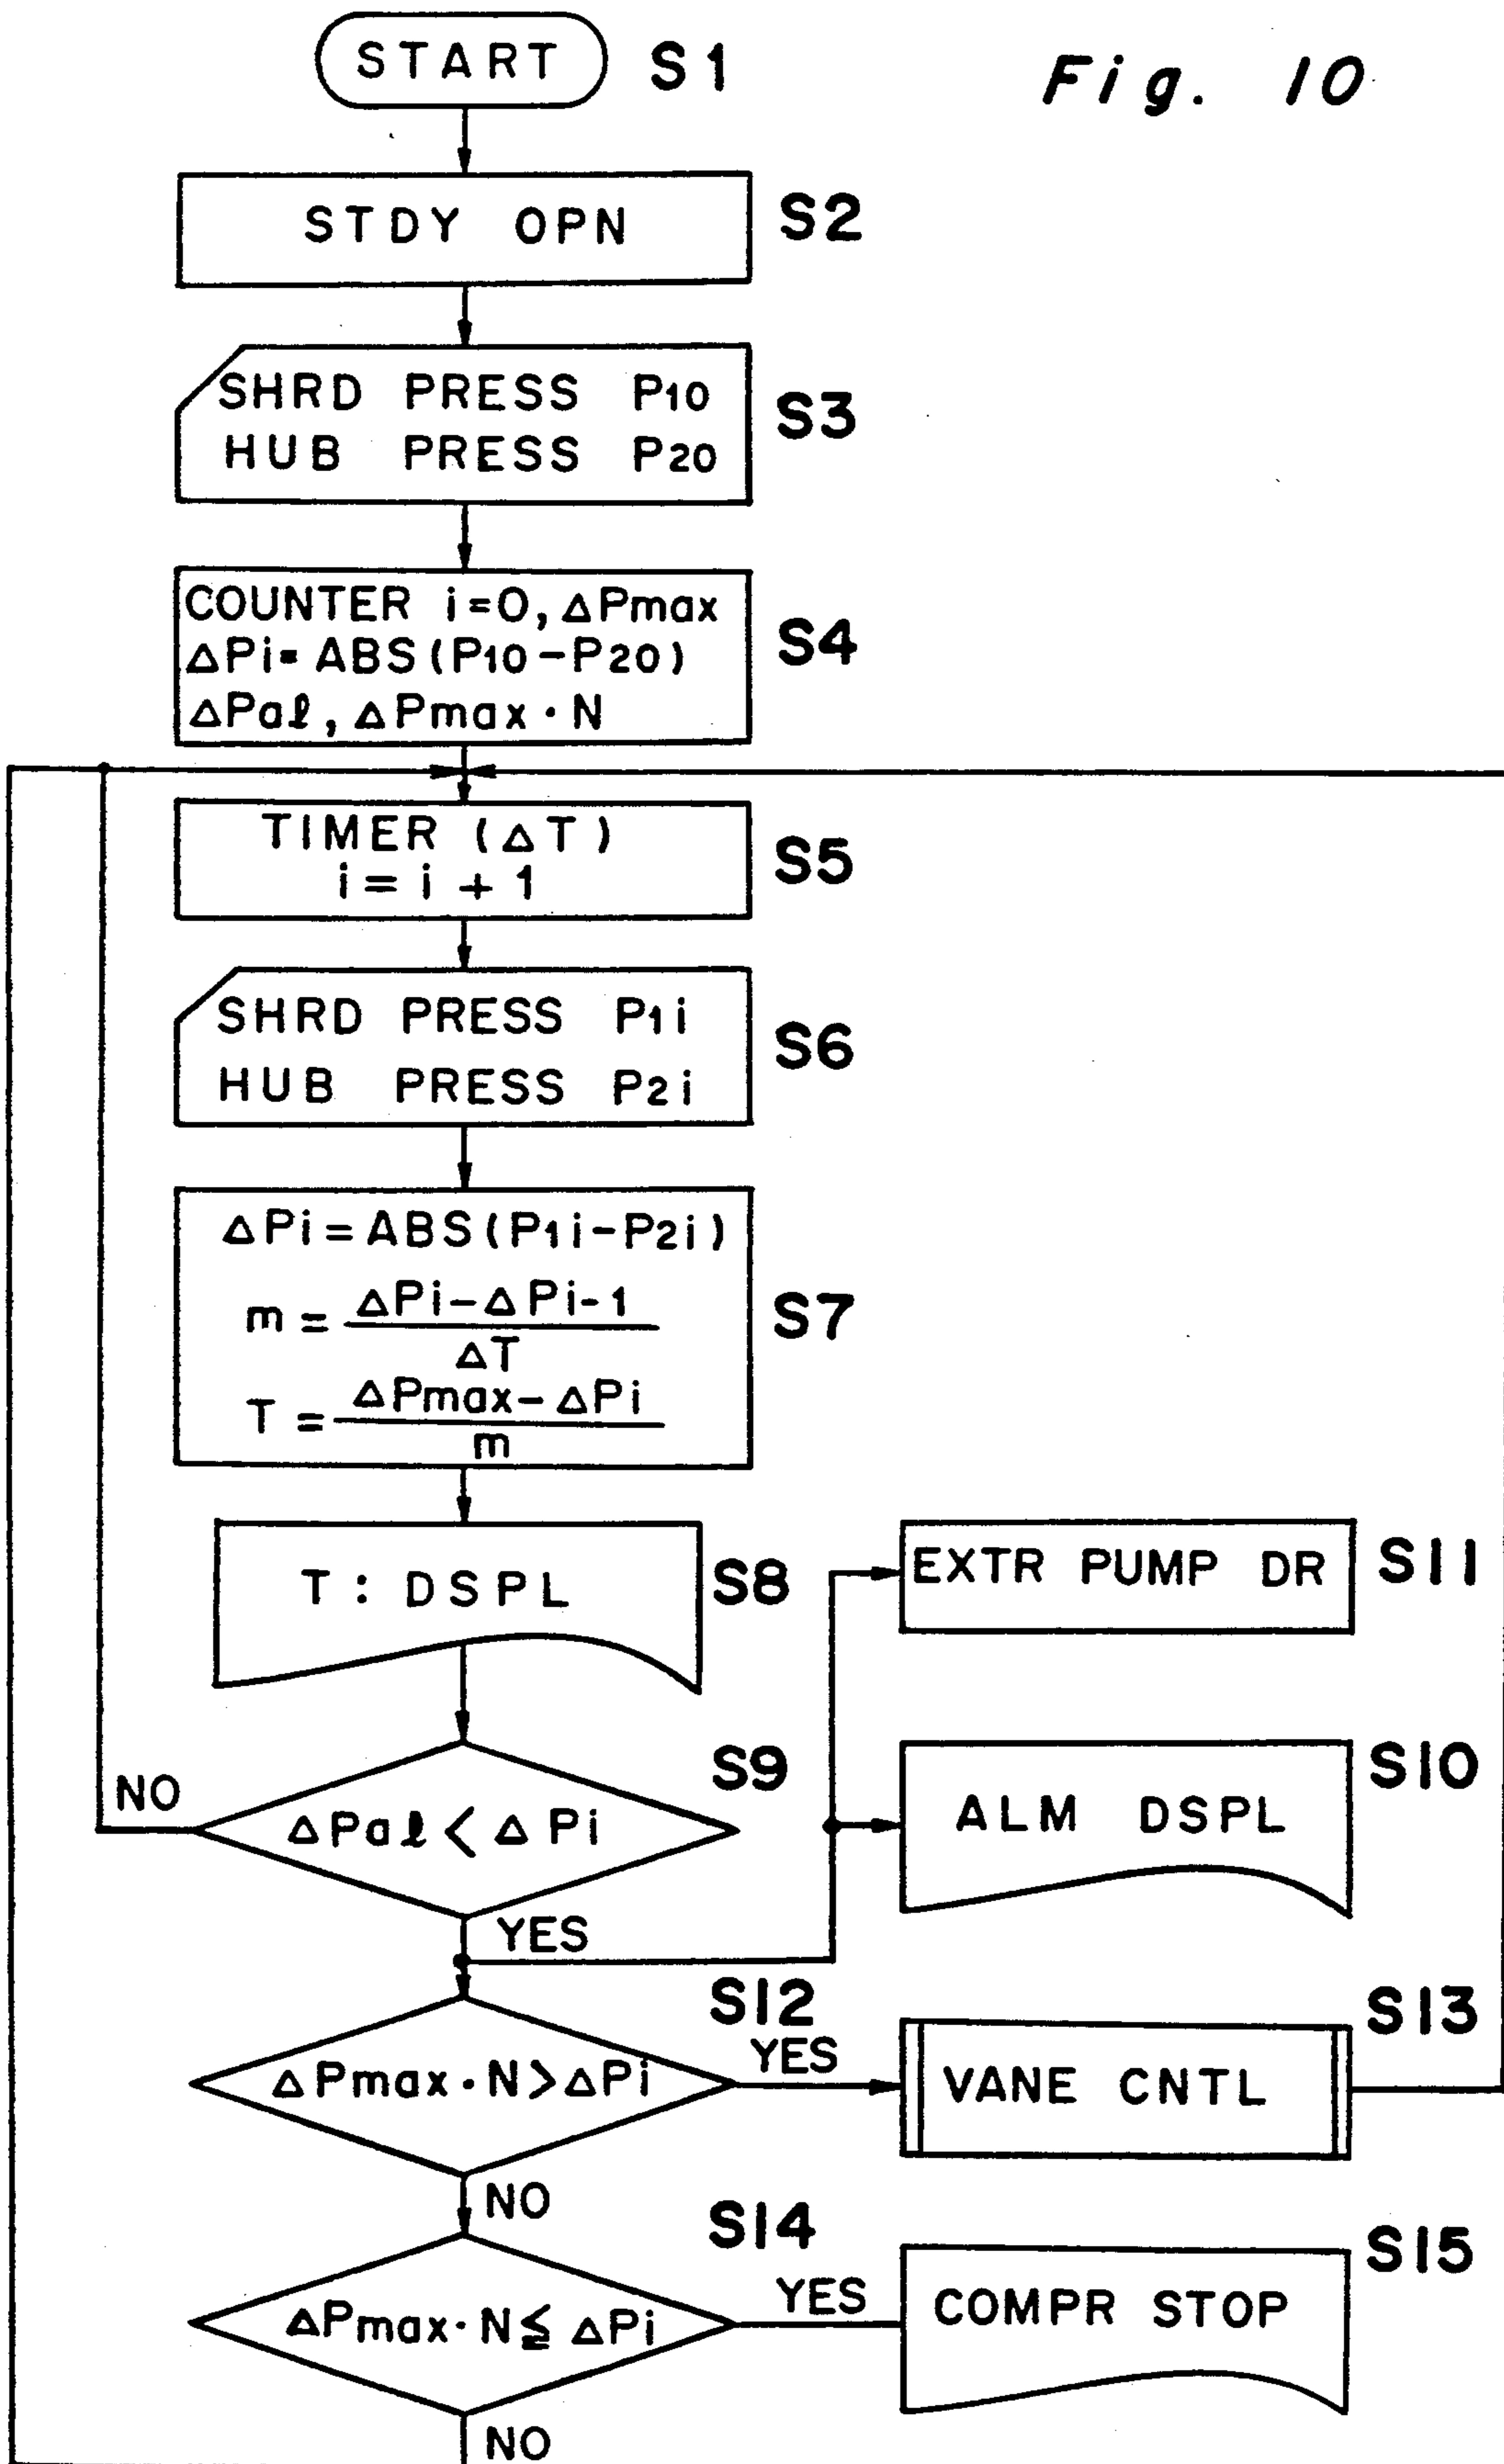 START S1
Fig. 10
STDY OPN S2
SHRD PRESS P10
HUB PRESS P20
S3
COUNTER i=0, ΔPmax
ΔPi=ABS(P10-P20)
ΔPal, ΔPmax·N
S4
TIMER (ΔT)
i = i + 1
S5
SHRD PRESS P1i
HUB PRESS P2i
S6
ΔPi=ABS(P1i-P2i)
m = ΔPi-ΔPi-1
ΔT
T = ΔPmax-ΔPi
m
S7
T : DSPL S8
EXTR PUMP DR S11
S9
NO
ΔPal < ΔPi
YES
ALM DSPL S10
S12
ΔPmax·N>ΔPi
YES
VANE CNTL S13
NO
S14
ΔPmax·N≦ΔPi
YES
COMPR STOP S15
NO